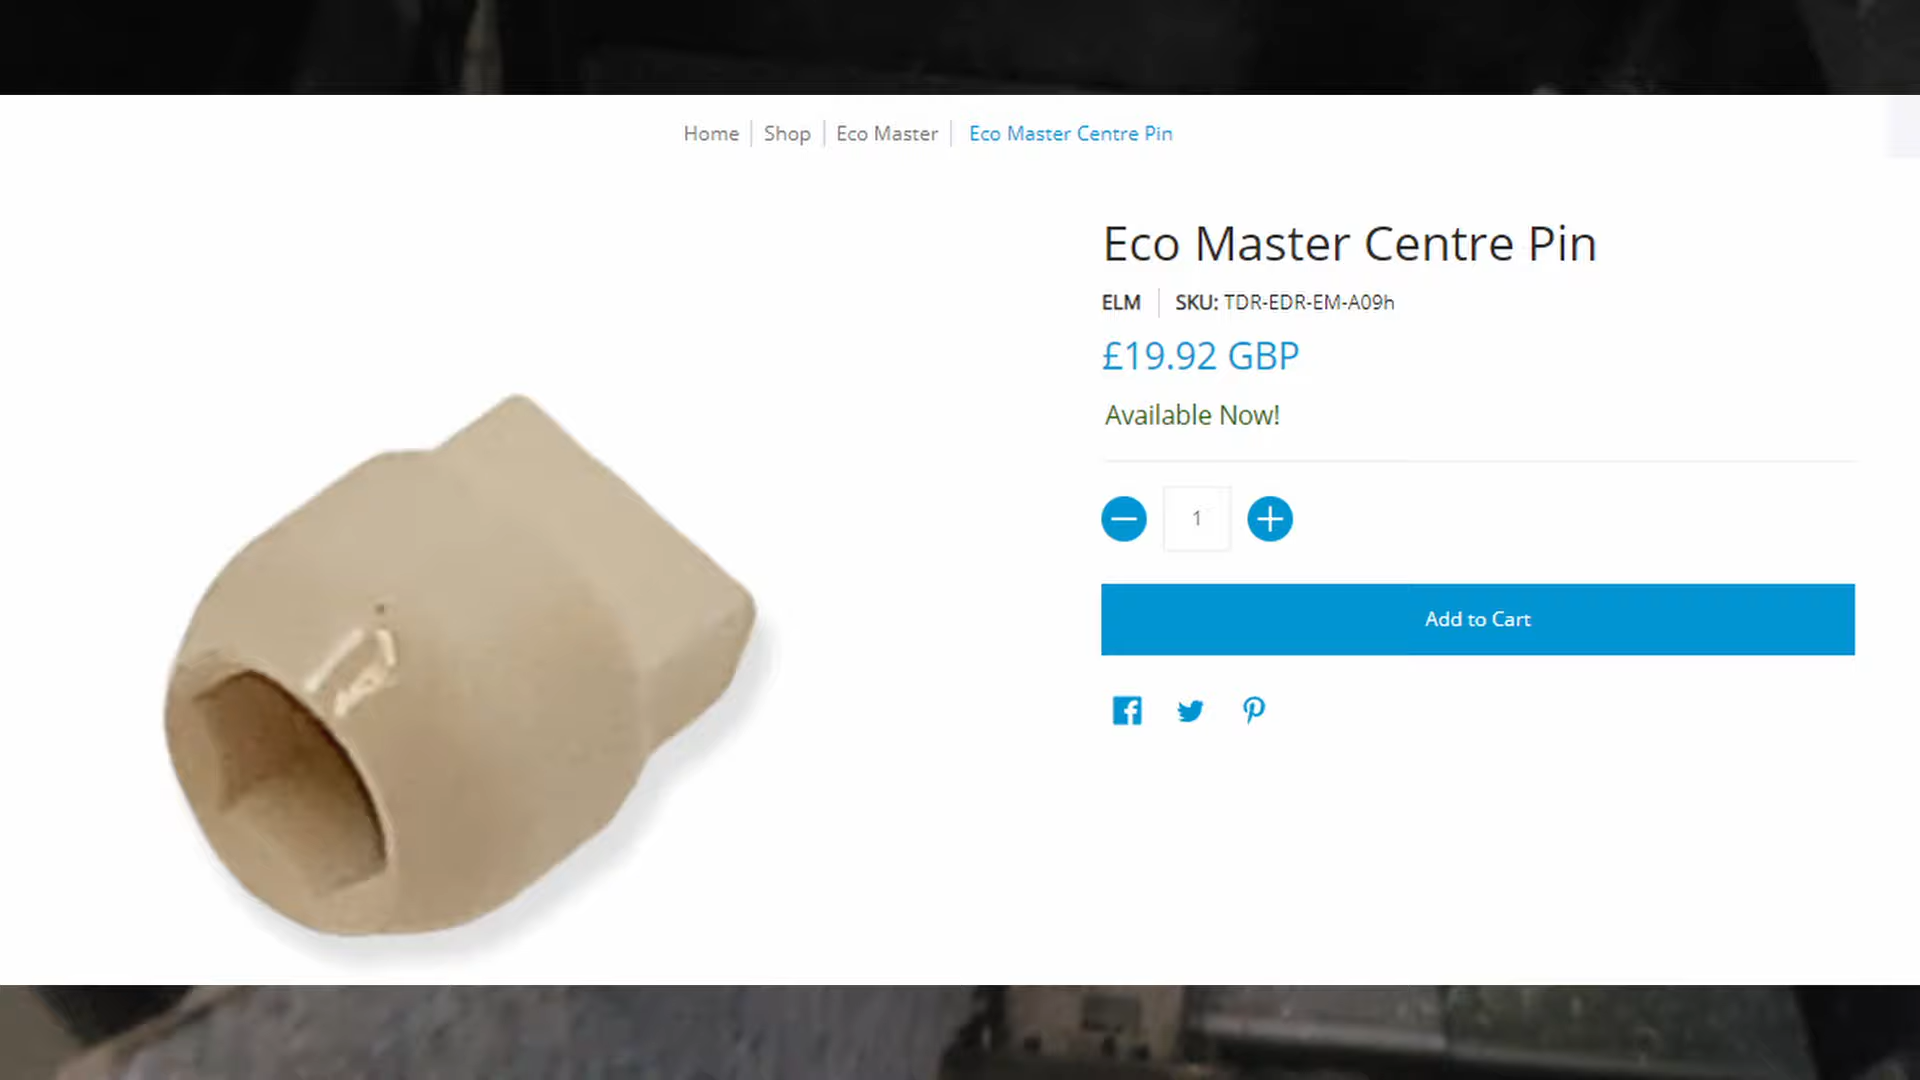 Home Shop Eco Master Eco Master Centre Pin
Eco Master Centre Pin
ELM SKU: TDR-EDR-EM-A09h
£19.92 GBP
Available Now!
1
Add to Cart